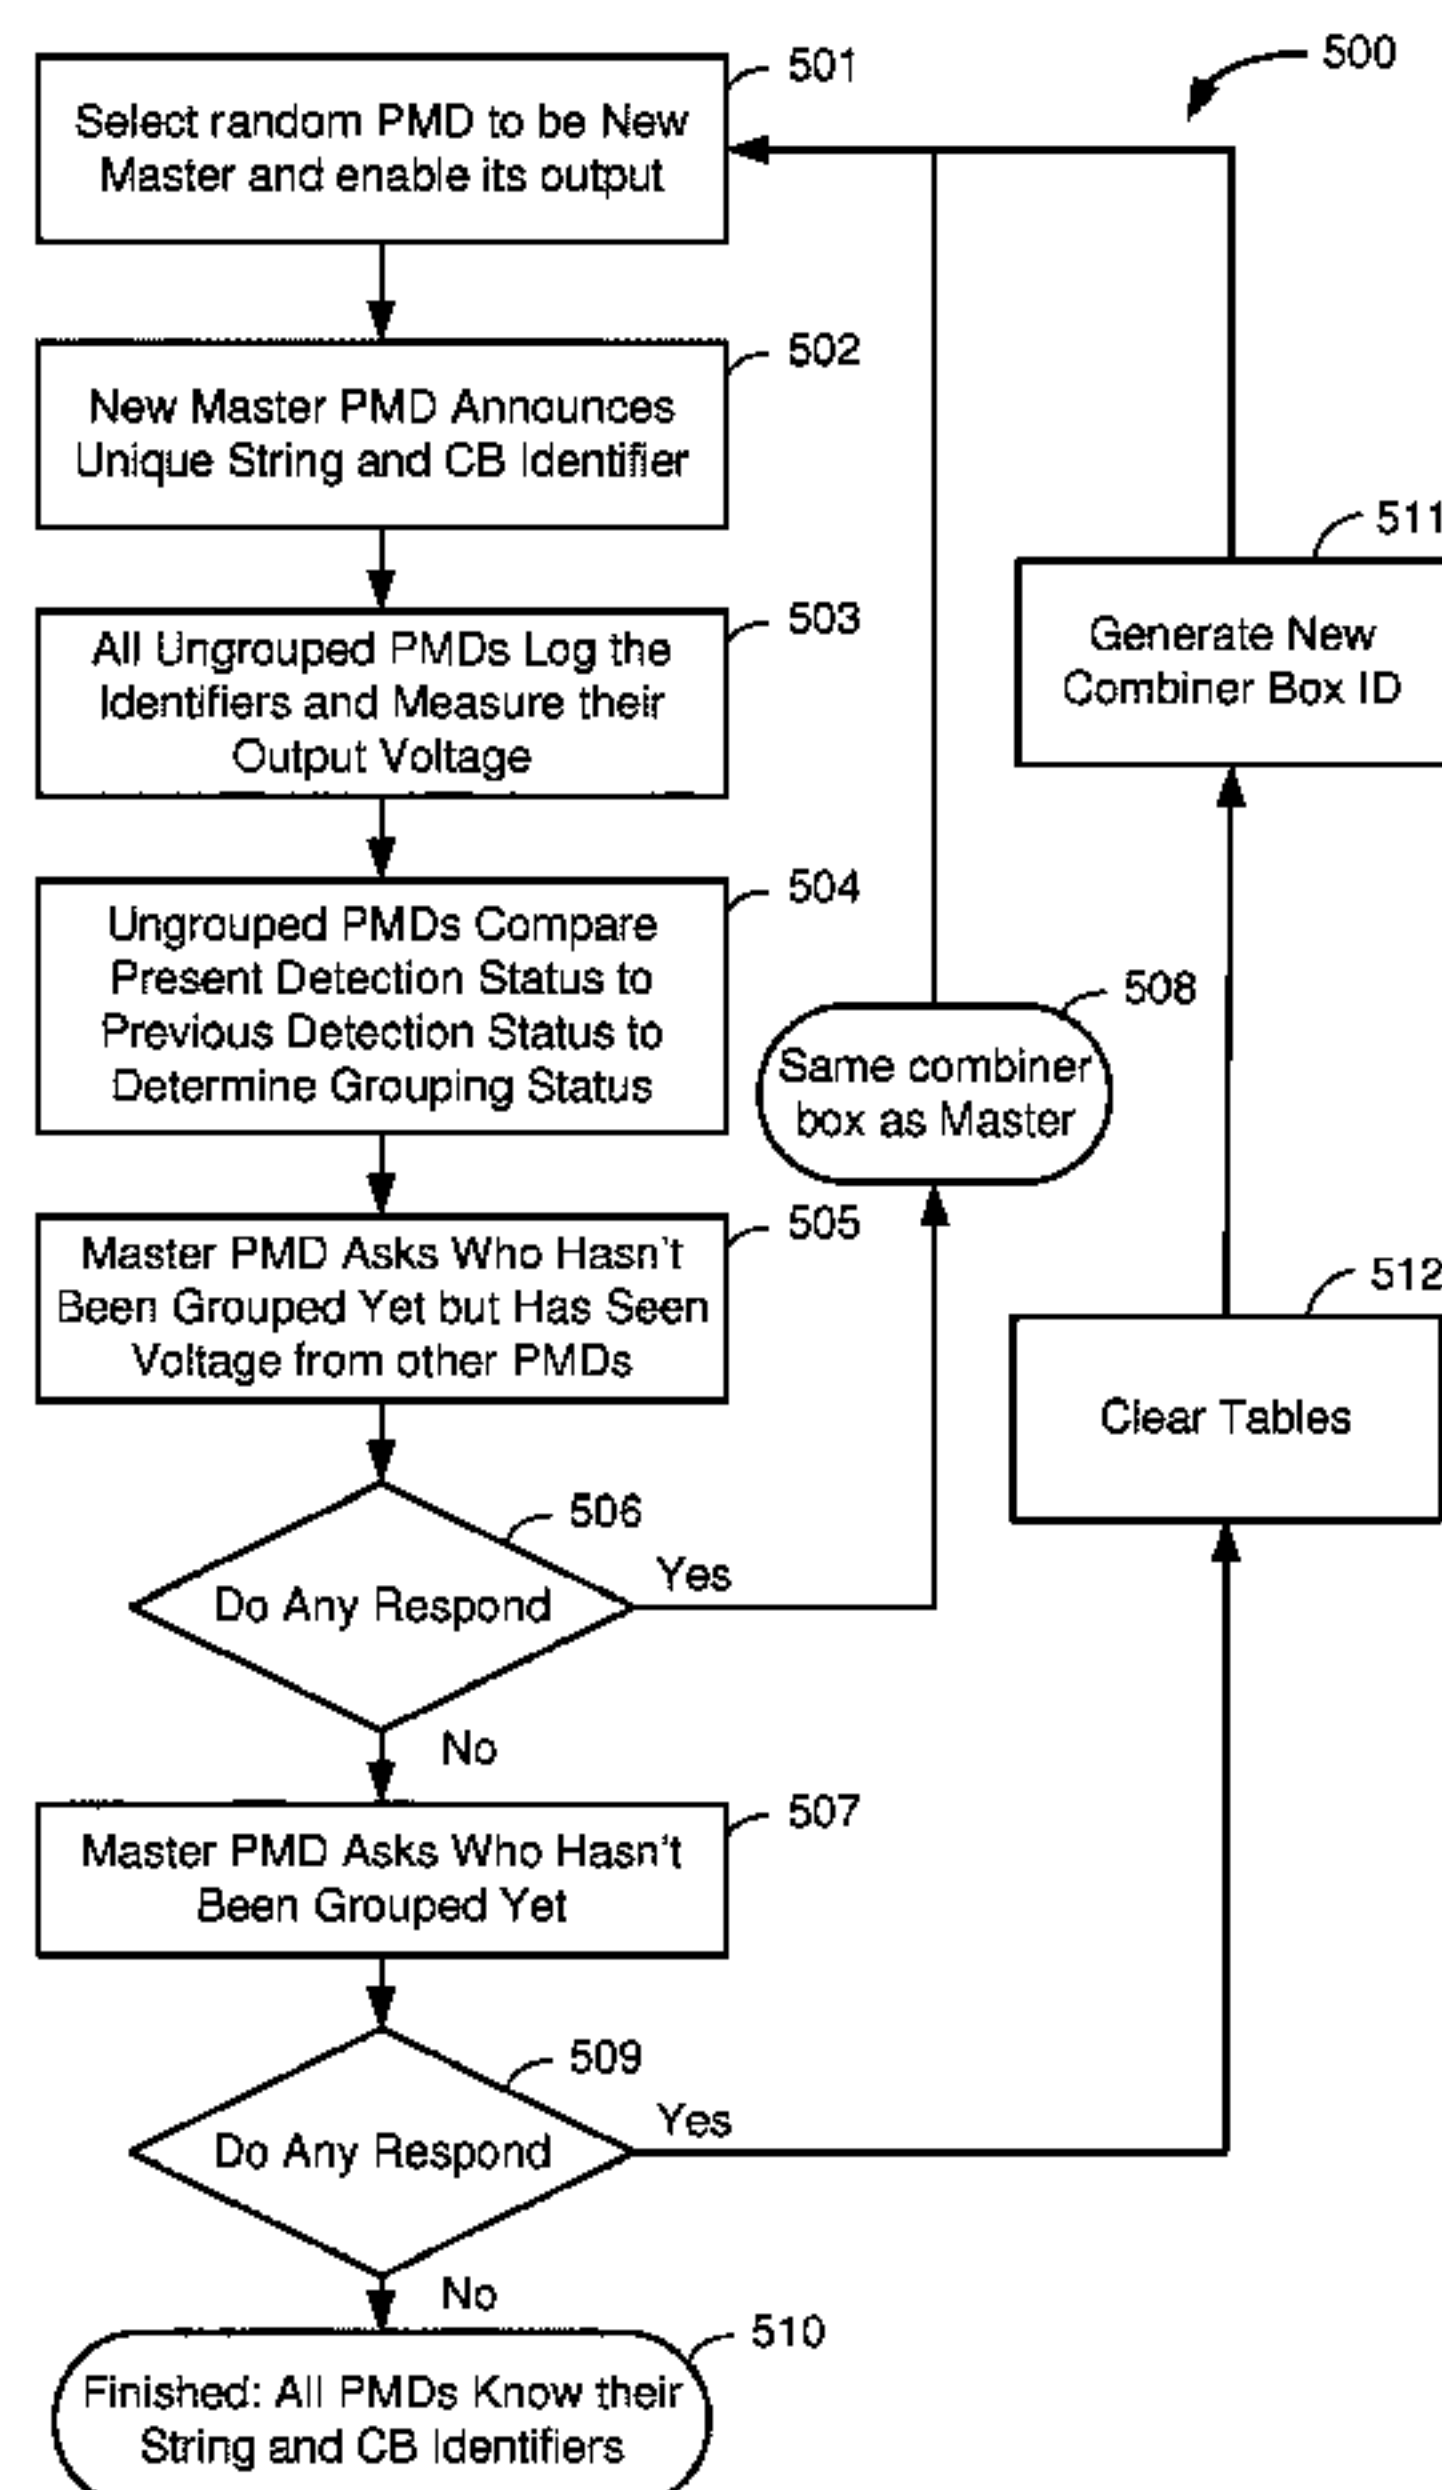 500
501
Select random PMD to be New
Master and enable its output
502
New Master PMD Announces
Unique String and CB Identifier
503
All Ungrouped PMDs Log the
Identifiers and Measure their
Output Voltage
504
Ungrouped PMDs Compare
Present Detection Status to
Previous Detection Status to
Determine Grouping Status
505
Master PMD Asks Who Hasn't
Been Grouped Yet but Has Seen
Voltage from other PMDs
506
Do Any Respond
Yes
No
507
Master PMD Asks Who Hasn't
Been Grouped Yet
509
Do Any Respond
Yes
No
510
Finished: All PMDs Know their
String and CB Identifiers
508
Same combiner
box as Master
511
Generate New
Combiner Box ID
512
Clear Tables